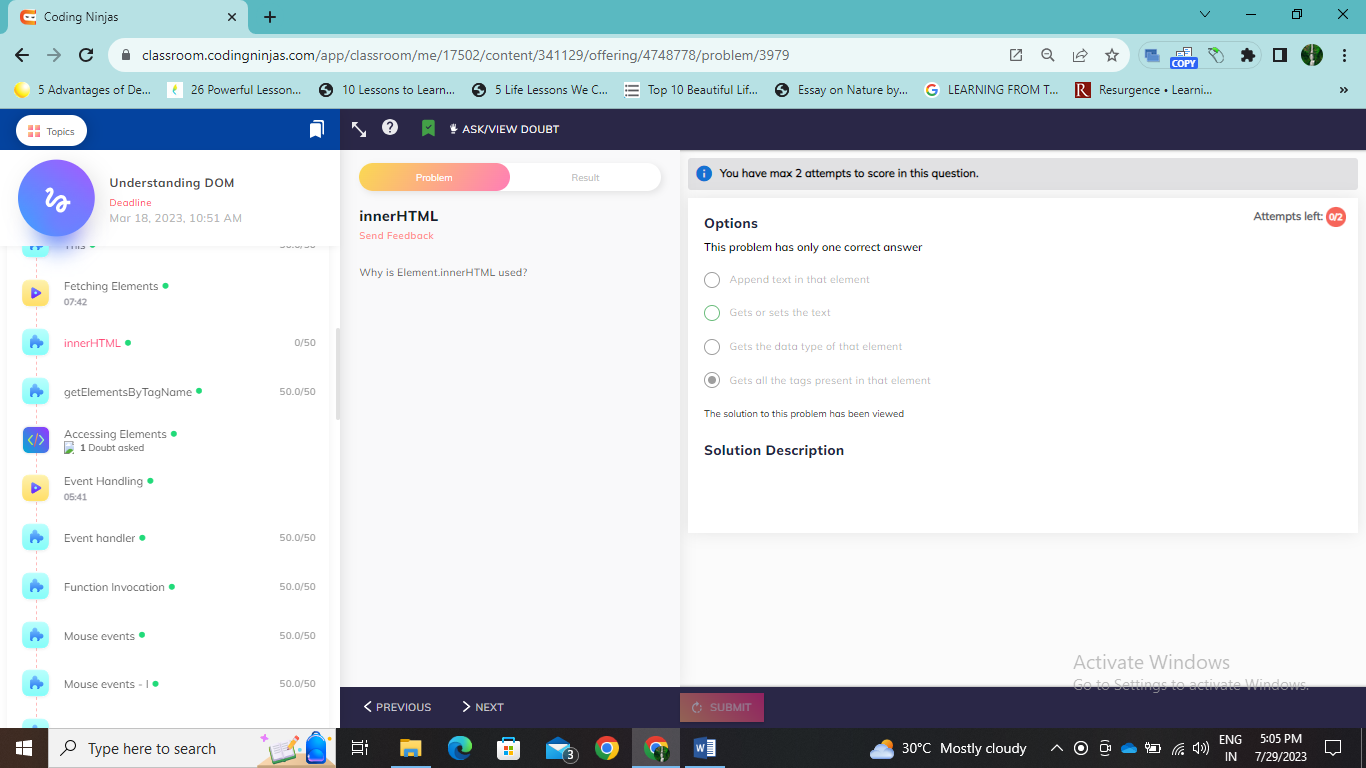 Coding Ninjas
classroom.codingninjas.com/app/classroom/me/17502/content/341129/offering/4748778/problem/3979
COPY
5 Advantages of De...
26 Powerful Lesson...
10 Lessons to Learn...
5 Life Lessons We C...
Top 10 Beautiful Lif...
Essay on Nature by...
LEARNING FROM T...
Resurgence • Learni...
»
Topics
ASK/VIEW DOUBT
Understanding DOM
Deadline
Mar 18, 2023, 10:51 AM
This
50.0/50
Fetching Elements
07:42
innerHTML
0/50
getElementsByTagName
50.0/50
Accessing Elements
1 Doubt asked
Event Handling
05:41
Event handler
50.0/50
Function Invocation
50.0/50
Mouse events
50.0/50
Mouse events - I
50.0/50
Problem
Result
innerHTML
Send Feedback
Why is Element.innerHTML used?
You have max 2 attempts to score in this question.
Options
Attempts left: 0/2
This problem has only one correct answer
Append text in that element
Gets or sets the text
Gets the data type of that element
Gets all the tags present in that element
The solution to this problem has been viewed
Solution Description
Activate Windows
Go to Settings to activate Windows.
PREVIOUS
NEXT
SUBMIT
Type here to search
3
30°C Mostly cloudy
ENG
IN
5:05 PM
7/29/2023